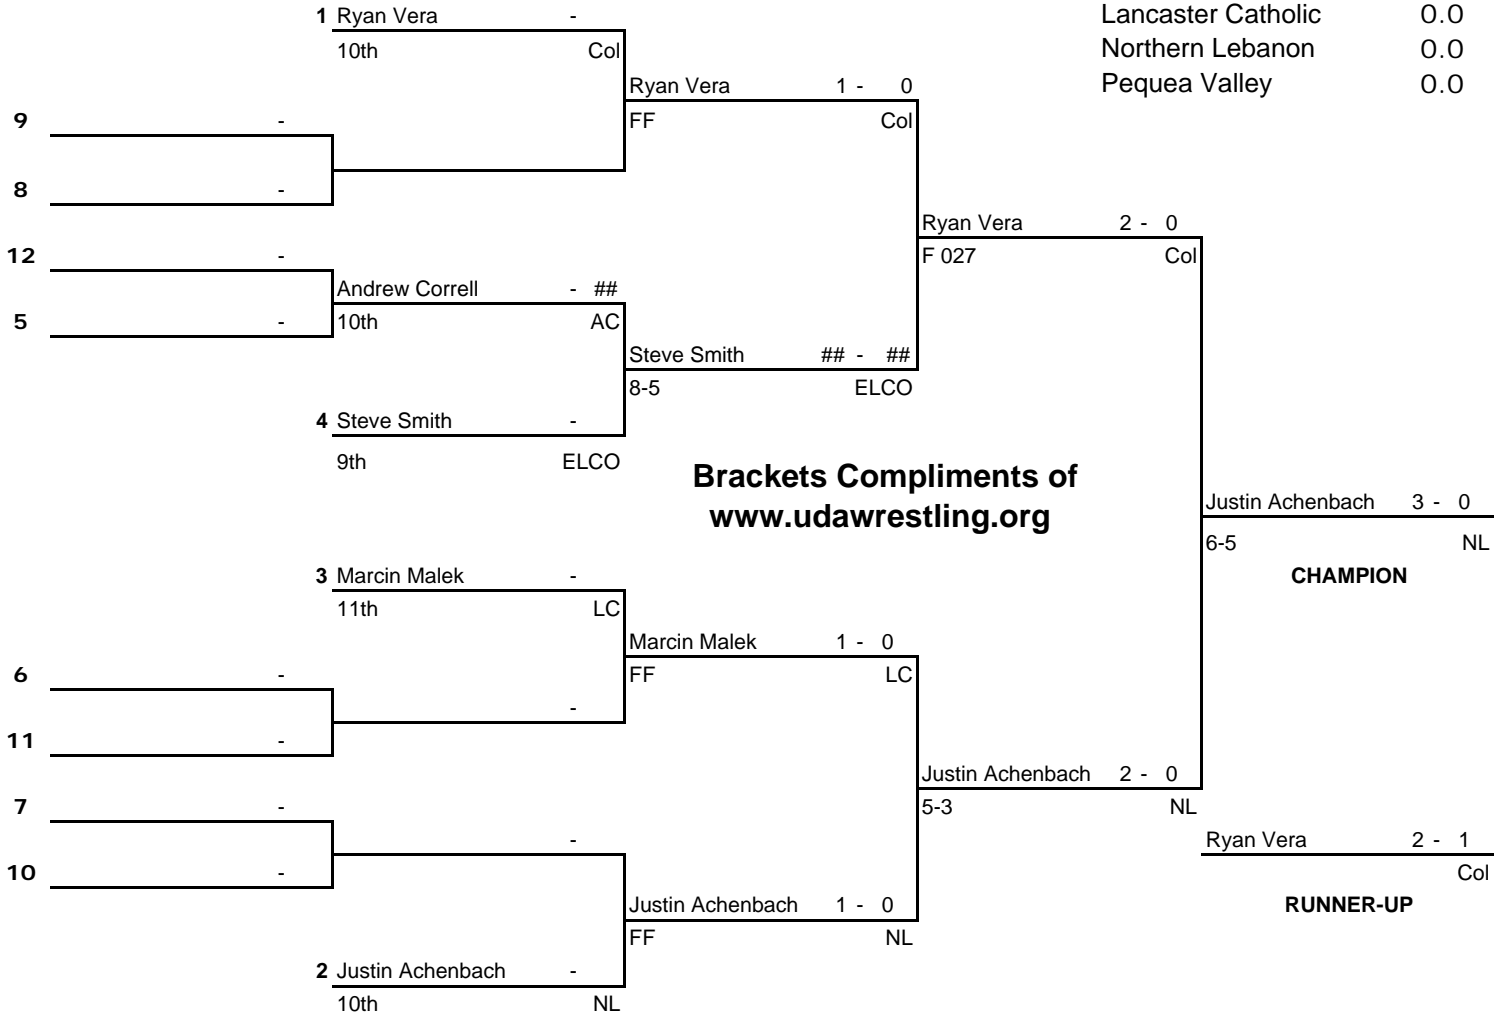 1 Ryan Vera - Lancaster Catholic 0.0
10th Col Northern Lebanon 0.0
Ryan Vera 1 - 0 Pequea Valley 0.0
9 - FF Col
8 -
Ryan Vera 2 - 0
12 - F 027 Col
Andrew Correll - ##
5 - 10th AC
Steve Smith ## - ##
8-5 ELCO
4 Steve Smith -
9th ELCO
Brackets Compliments of
www.udawrestling.org
Justin Achenbach 3 - 0
6-5 NL
CHAMPION
3 Marcin Malek -
11th LC
Marcin Malek 1 - 0
6 - FF LC
-
11 -
Justin Achenbach 2 - 0
7 - 5-3 NL
- Ryan Vera 2 - 1
10 - Col
Justin Achenbach 1 - 0 RUNNER-UP
FF NL
2 Justin Achenbach -
10th NL